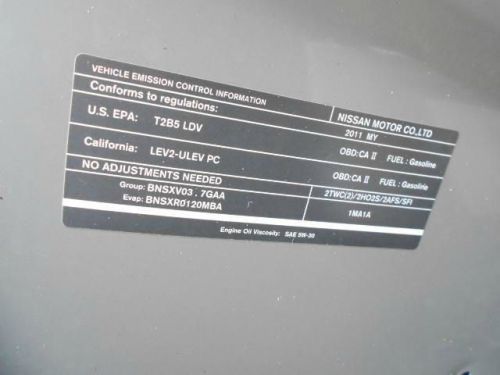 VEHICLE EMISSION CONTROL INFORMATION
NISSAN MOTOR CO.,LTD
Conforms to regulations:
2011 MY
U.S. EPA: T2B5 LDV
OBD:CA II FUEL : Gasoline
California: LEV2-ULEV PC
OBD:CA II FUEL : Gasoline
NO ADJUSTMENTS NEEDED
Group: BNSXV03.7GAA
2TWC(2)/2HO2S/2AFS/SFI
Evap: BNSXR0120MBA
1MA1A
Engine Oil Viscosity: SAE 5W-30